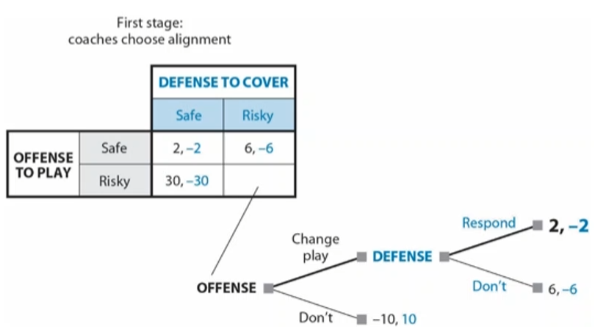 First stage:
coaches choose alignment
DEFENSE TO COVER
Safe Risky
OFFENSE
TO PLAY
Safe 2, –2 6, –6
Risky 30, –30
Change
play
OFFENSE
Don't
–10, 10
DEFENSE
Respond
2, –2
Don't
6, –6